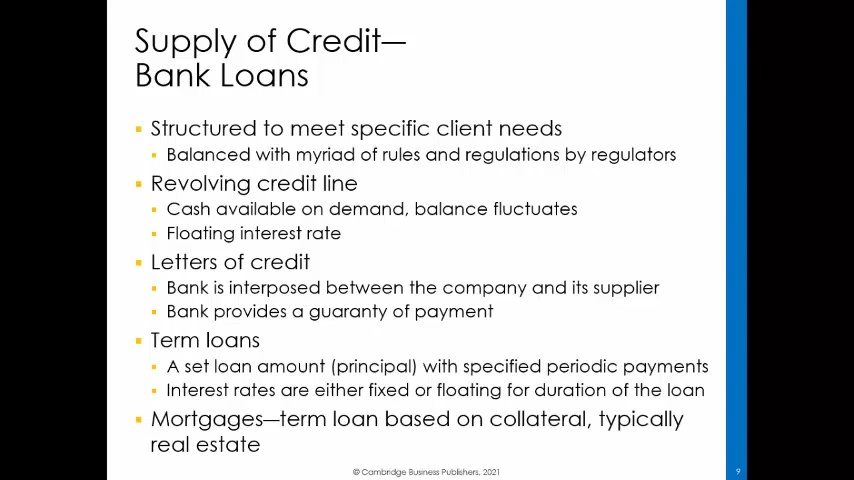 Supply of Credit—
Bank Loans
Structured to meet specific client needs
Balanced with myriad of rules and regulations by regulators
Revolving credit line
Cash available on demand, balance fluctuates
Floating interest rate
Letters of credit
Bank is interposed between the company and its supplier
Bank provides a guaranty of payment
Term loans
A set loan amount (principal) with specified periodic payments
Interest rates are either fixed or floating for duration of the loan
Mortgages—term loan based on collateral, typically
real estate
© Cambridge Business Publishers, 2021
9